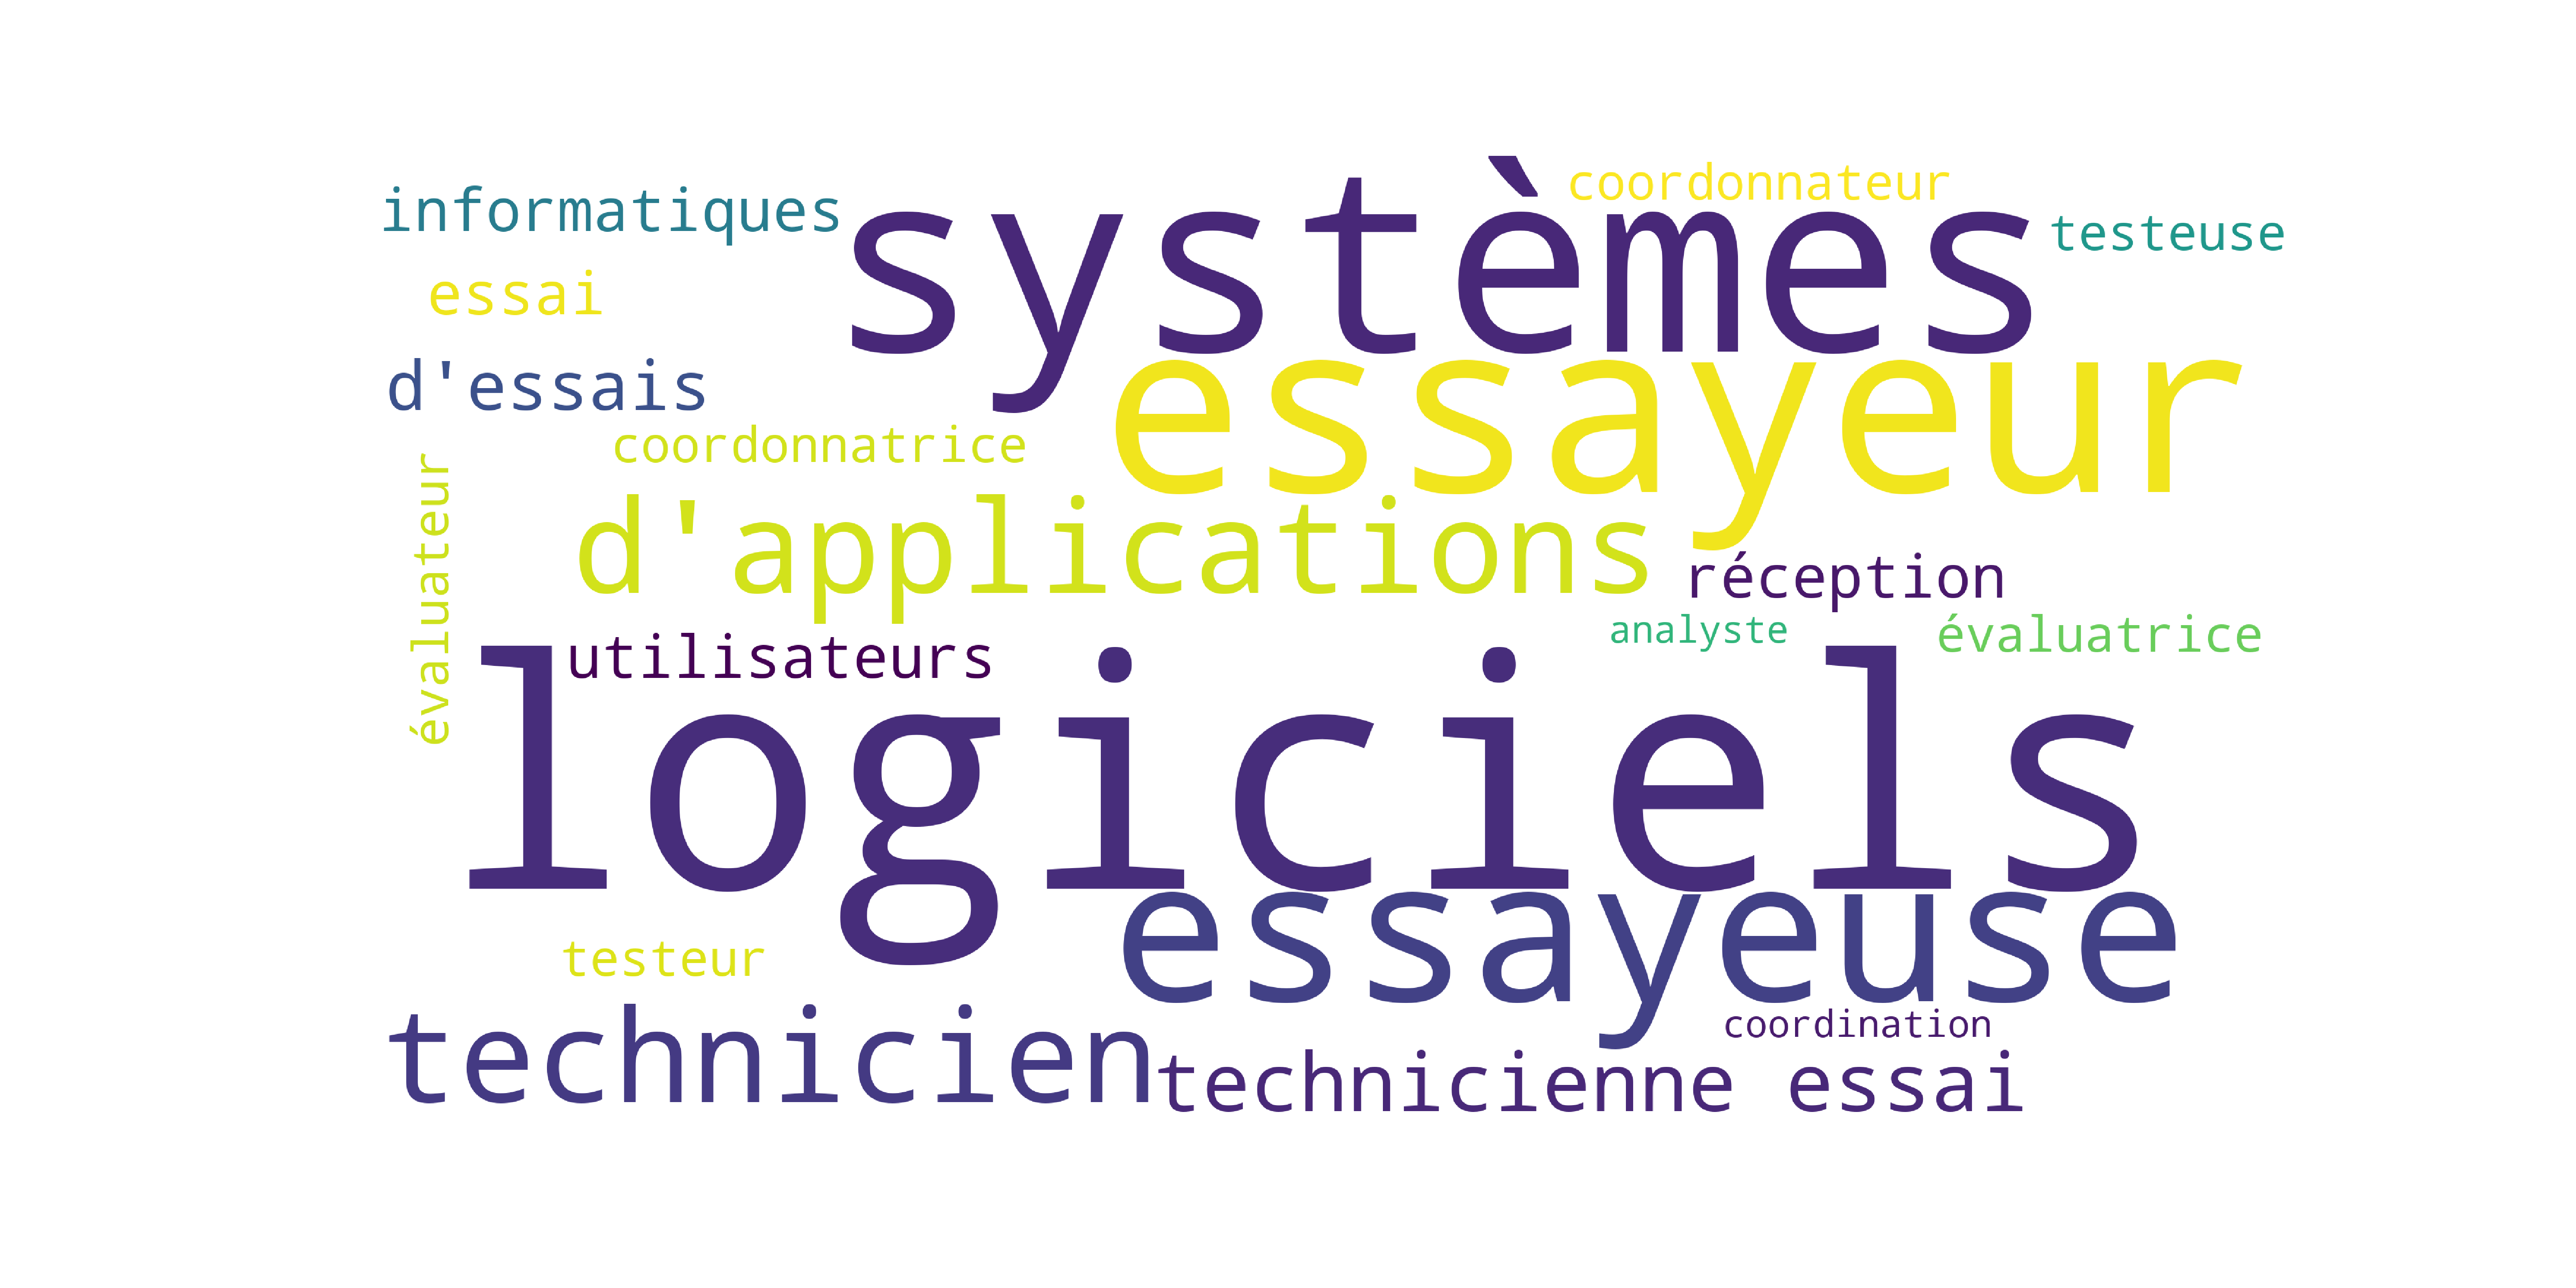 coordonnateur
informatiques
systèmes
testeuse
essai
d'essais
essayeur
coordonnatrice
évaluateur
d'applications
réception
analyste
évaluatrice
utilisateurs
logiciels
testeur
essayeuse
coordination
technicien
technicienne essai